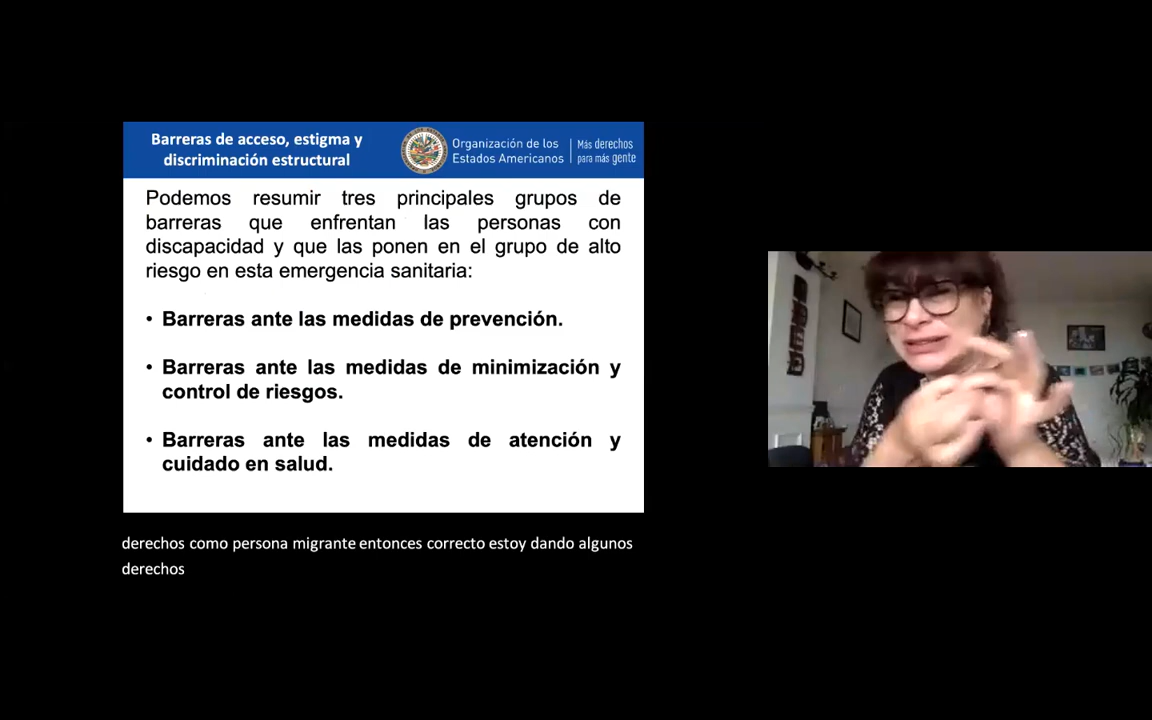 Barreras de acceso, estigma y
discriminación estructural
Organización de los
Estados Americanos
Más derechos
para más gente
Podemos resumir tres principales grupos de
barreras que enfrentan las personas con
discapacidad y que las ponen en el grupo de alto
riesgo en esta emergencia sanitaria:
• Barreras ante las medidas de prevención.
• Barreras ante las medidas de minimización y
control de riesgos.
• Barreras ante las medidas de atención y
cuidado en salud.
derechos como persona migrante entonces correcto estoy dando algunos
derechos